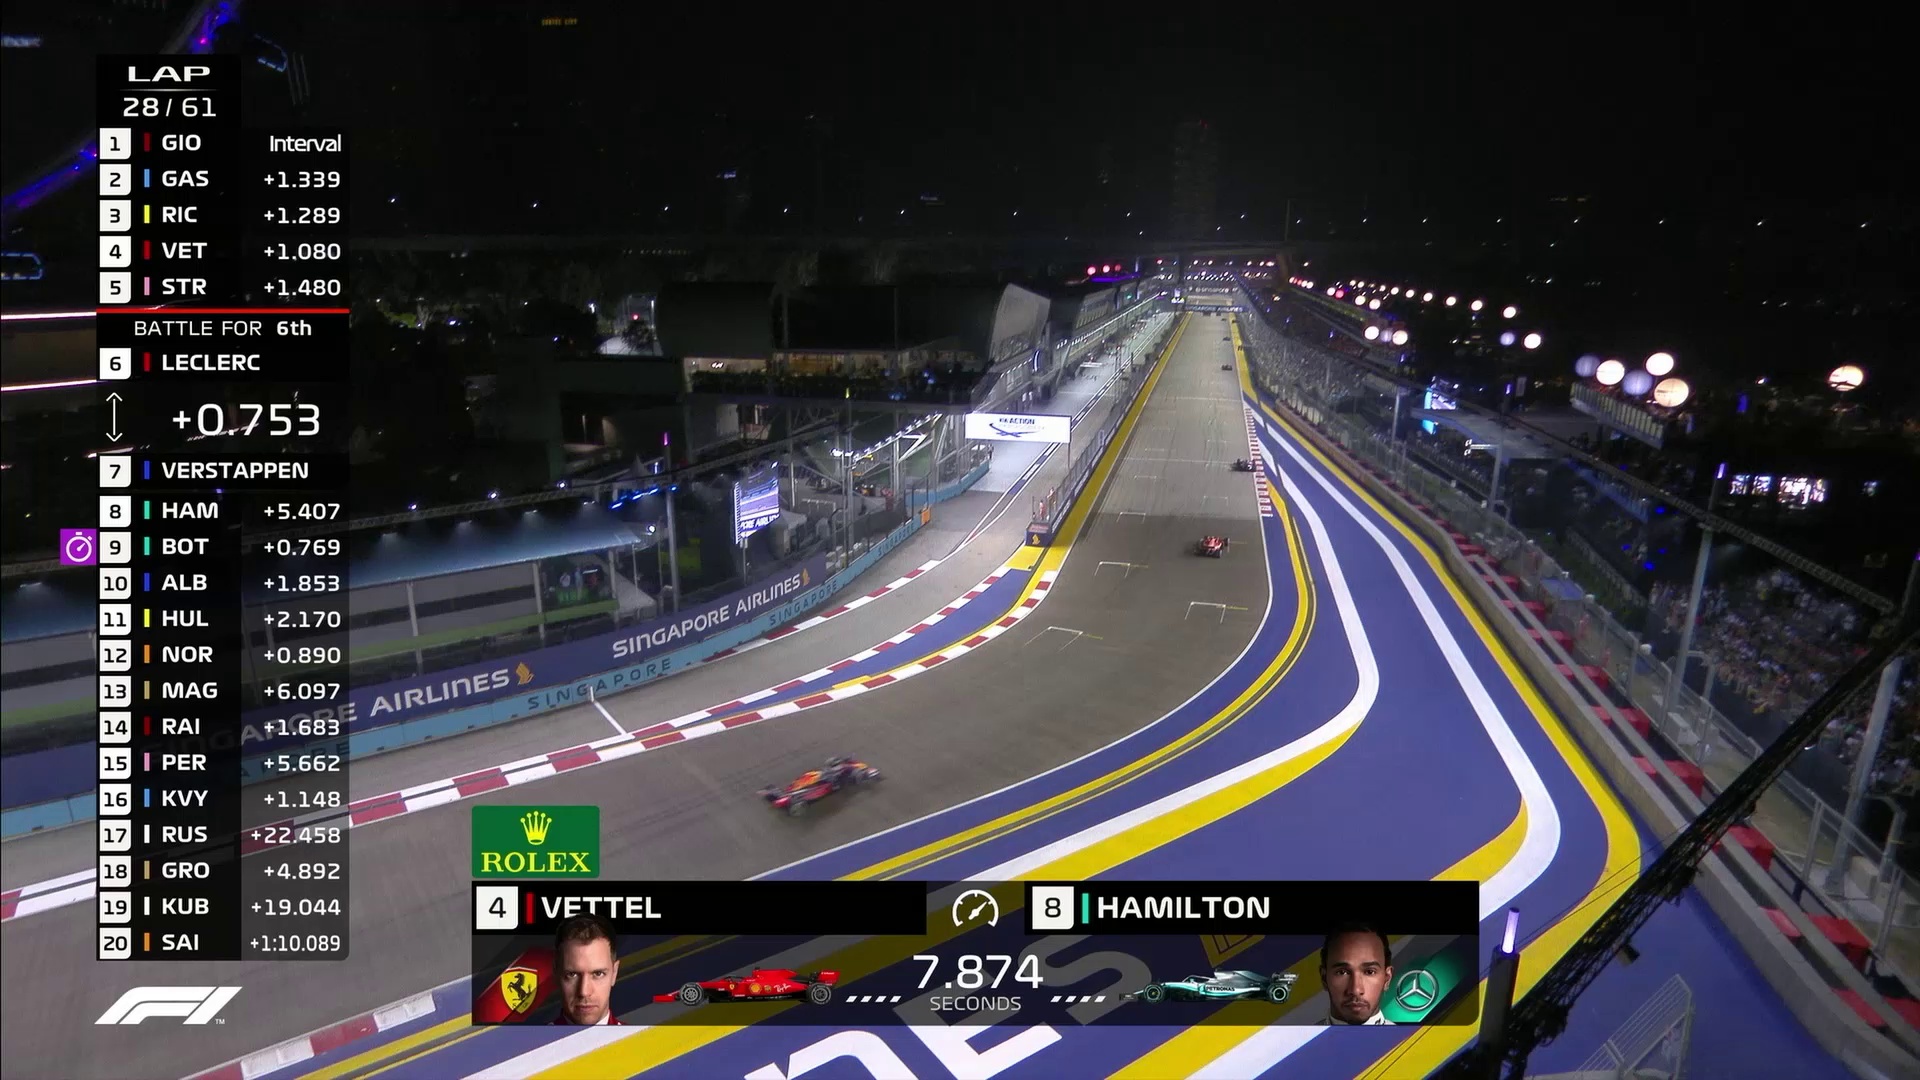 LAP
28 / 61
1 GIO Interval
2 GAS +1.339
3 RIC +1.289
4 VET +1.080
5 STR +1.480
BATTLE FOR 6th
6 LECLERC
+0.753
7 VERSTAPPEN
8 HAM +5.407
9 BOT +0.769
10 ALB +1.853
11 HUL +2.170
12 NOR +0.890
13 MAG +6.097
14 RAI +1.683
15 PER +5.662
16 KVY +1.148
17 RUS +22.458
18 GRO +4.892
19 KUB +19.044
20 SAI +1:10.089
F1
SINGAPORE AIRLINES
SINGAPORE
AIRLINES
SINGAPORE
ROLEX
4 VETTEL
8 HAMILTON
7.874
SECONDS
PETRONAS